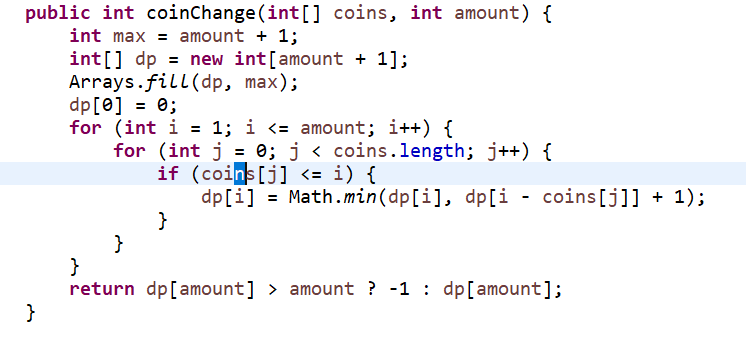 public int coinChange(int[] coins, int amount) {
    int max = amount + 1;
    int[] dp = new int[amount + 1];
    Arrays.fill(dp, max);
    dp[0] = 0;
    for (int i = 1; i <= amount; i++) {
        for (int j = 0; j < coins.length; j++) {
            if (coins[j] <= i) {
                dp[i] = Math.min(dp[i], dp[i - coins[j]] + 1);
            }
        }
    }
    return dp[amount] > amount ? -1 : dp[amount];
}